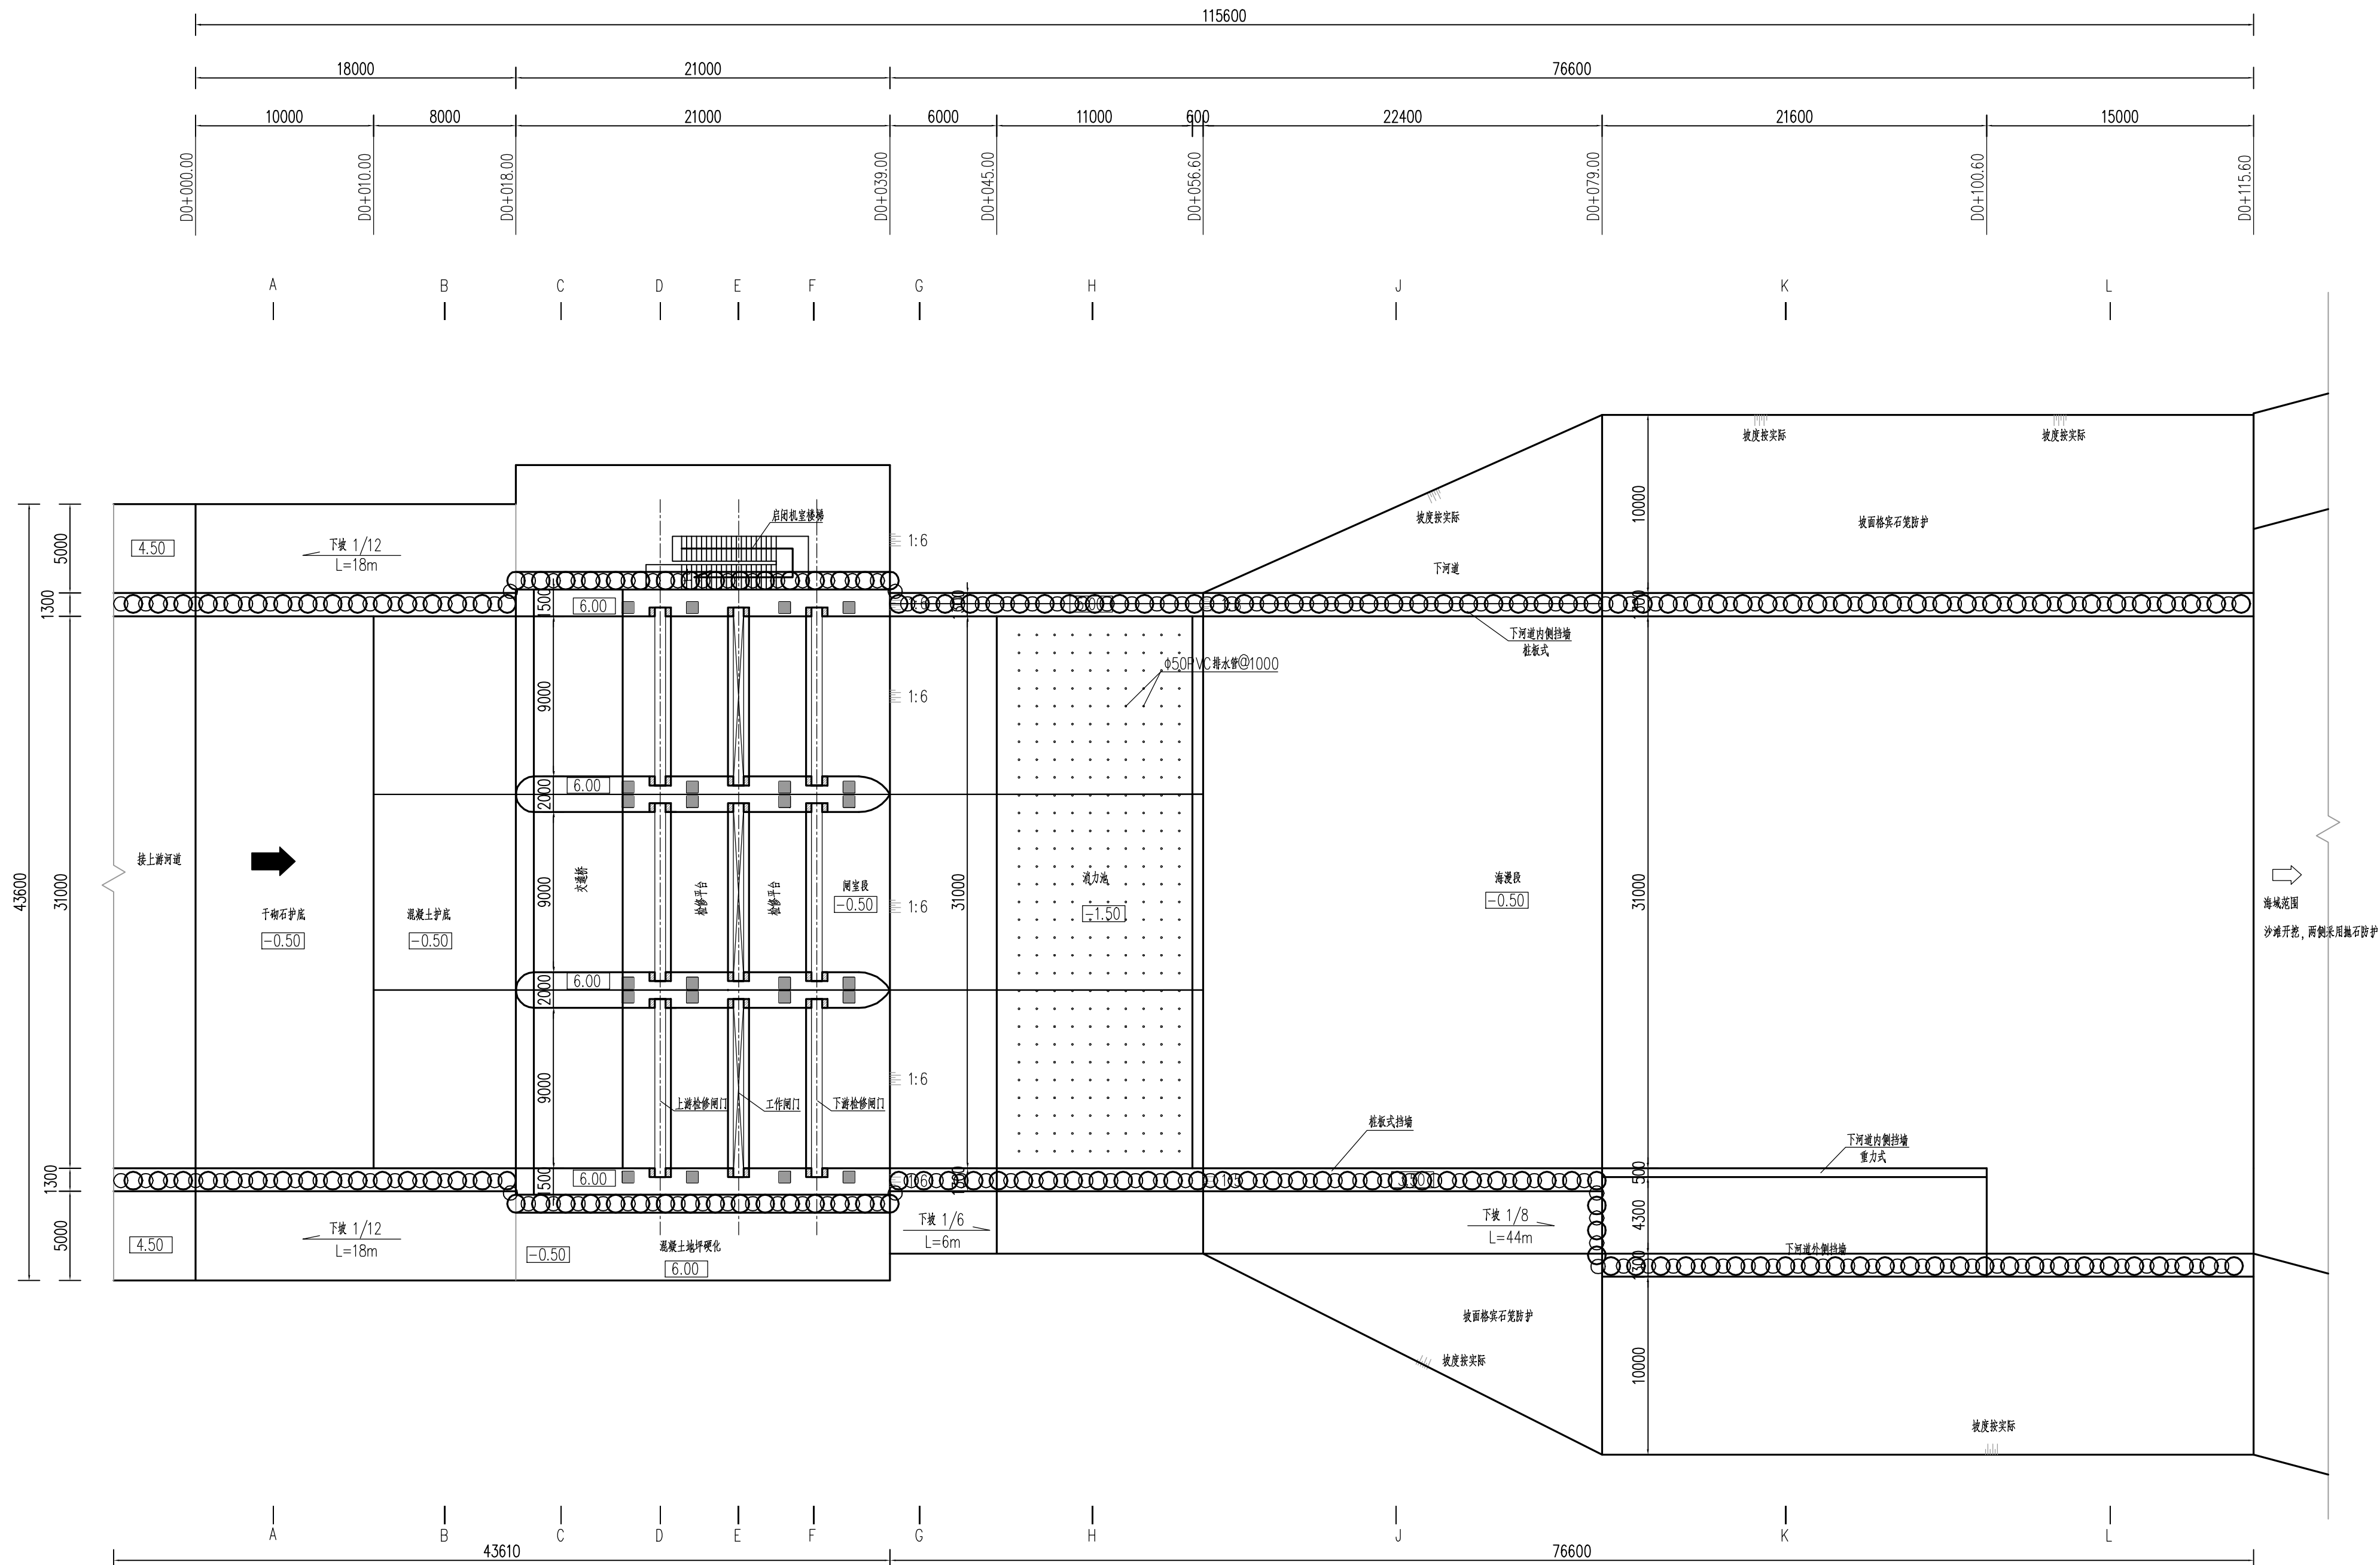 115600
18000
21000
76600
10000
8000
21000
6000
11000
600
22400
21600
15000
D0+000.00
D0+010.00
D0+018.00
D0+039.00
D0+045.00
D0+056.60
D0+079.00
D0+100.60
D0+115.60
A
B
C
D
E
F
G
H
J
K
L
43600
5000
1300
31000
1300
5000
4.50
下坡 1/12
L=18m
启闭机室楼梯
1:6
坡度按实际
坡度按实际
坡度按实际
坡面格宾石笼防护
下河道
10000
1500
6.00
下河道内侧挡墙
桩板式
Φ50PVC排水管@1000
9000
1:6
2000
6.00
接上游河道
干砌石护底
-0.50
混凝土护底
-0.50
9000
交通桥
检修平台
检修平台
闸室段
-0.50
1:6
31000
消力池
-1.50
海漫段
-0.50
31000
海域范围
沙滩开挖，两侧采用抛石防护
2000
6.00
9000
1:6
上游检修闸门
工作闸门
下游检修闸门
桩板式挡墙
下河道内侧挡墙
重力式
1500
6.00
500
4300
4.50
下坡 1/12
L=18m
-0.50
混凝土地坪硬化
6.00
下坡 1/6
L=6m
下坡 1/8
L=44m
下河道外侧挡墙
坡面格宾石笼防护
坡度按实际
10000
坡度按实际
A
B
C
D
E
F
G
H
J
K
L
43610
76600